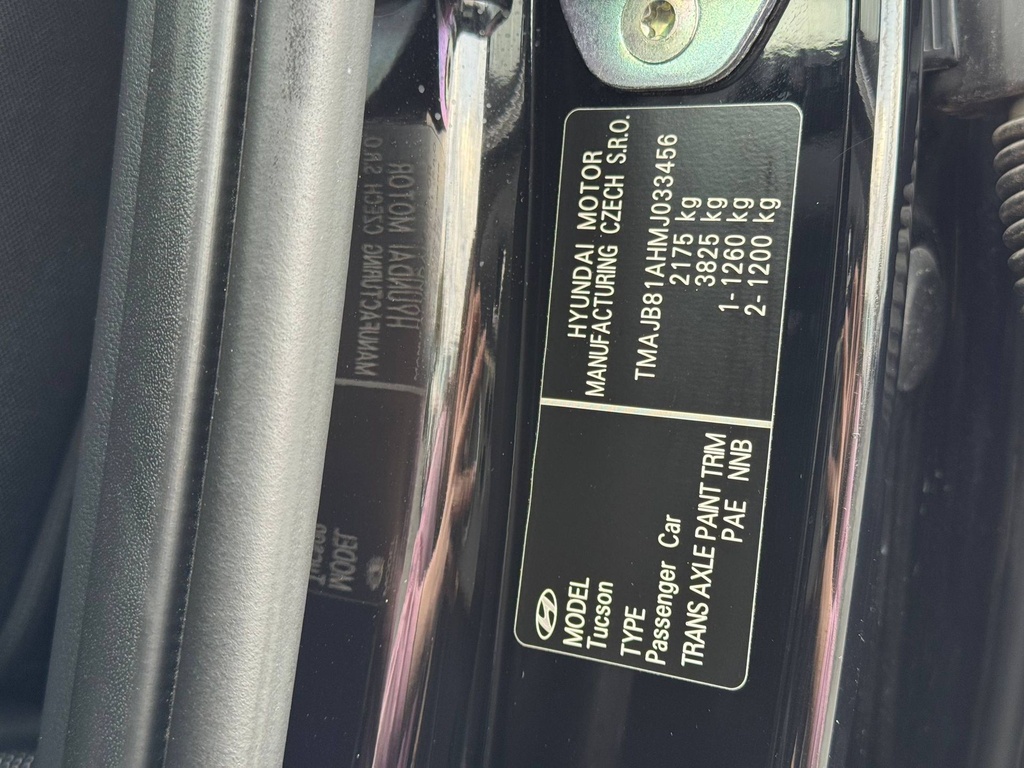 HYUNDAI MOTOR
MANUFACTURING CZECH S.R.O.
TMAJB81AHMJ033456
2175 kg
3825 kg
1- 1260 kg
2- 1200 kg
MODEL
Tucson
TYPE
Passenger Car
TRANS AXLE PAINT TRIM
PAE NNB